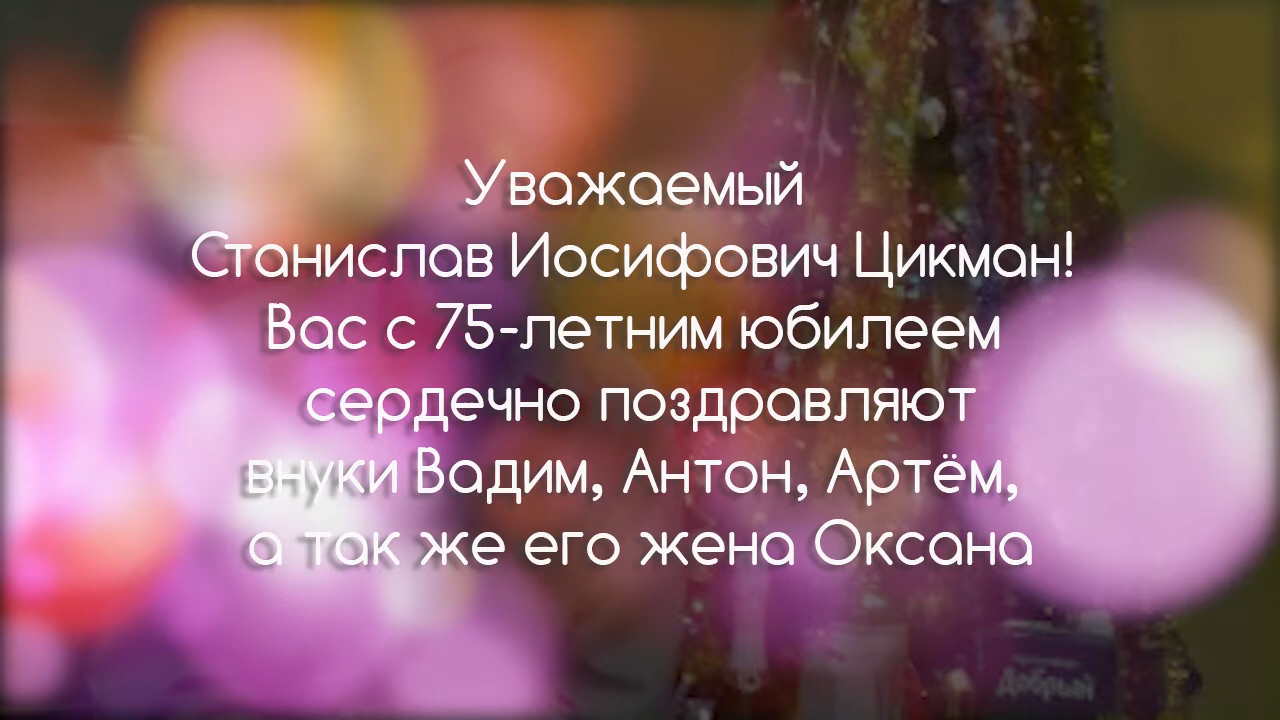 Уважаемый
Станислав Иосифович Цикман!
Вас с 75-летним юбилеем
сердечно поздравляют
внуки Вадим, Антон, Артём,
а так же его жена Оксана
Добрый